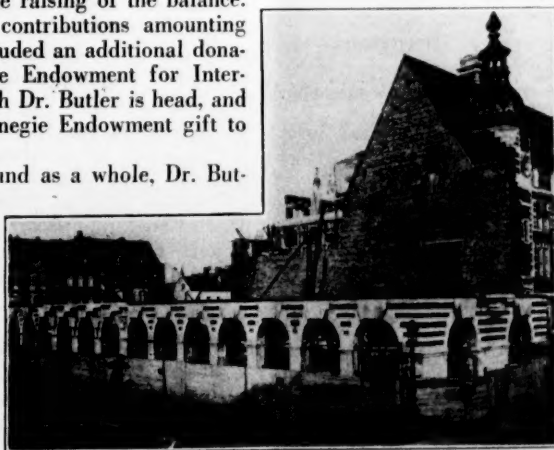 raising of the balance.
contributions amounting
uded an additional dona-
e Endowment for Inter-
h Dr. Butler is head, and
negie Endowment gift to
und as a whole, Dr. But-